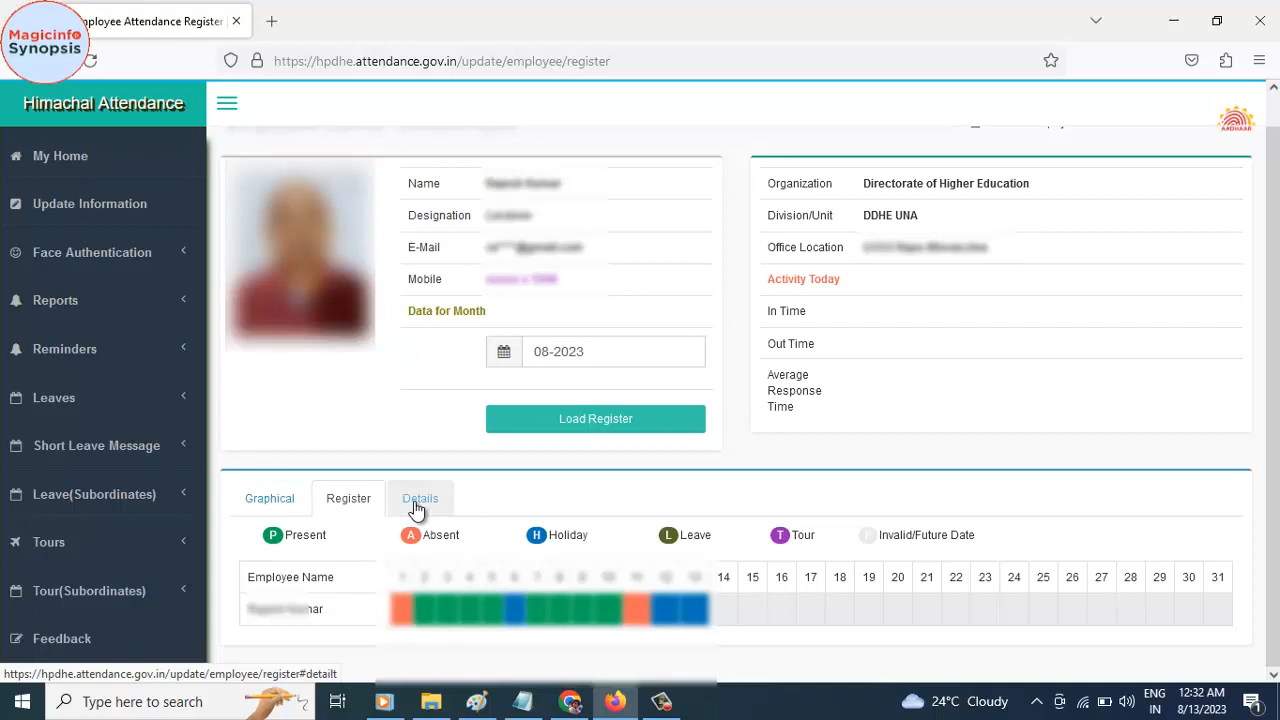 Magicinfo
Synopsis
ployee Attendance Register
https://hpdhe.attendance.gov.in/update/employee/register
Himachal Attendance
AADHAAR
My Home
Update Information
Face Authentication
Reports
Reminders
Leaves
Short Leave Message
Leave(Subordinates)
Tours
Tour(Subordinates)
Feedback
Name
Designation
E-Mail
Mobile
Data for Month
08-2023
Load Register
Organization Directorate of Higher Education
Division/Unit DDHE UNA
Office Location
Activity Today
In Time
Out Time
Average
Response
Time
Graphical Register Details
P Present A Absent H Holiday L Leave T Tour Invalid/Future Date
Employee Name 14 15 16 17 18 19 20 21 22 23 24 25 26 27 28 29 30 31
https://hpdhe.attendance.gov.in/update/employee/register#detailt
Type here to search
24°C Cloudy
ENG
IN
12:32 AM
8/13/2023
1